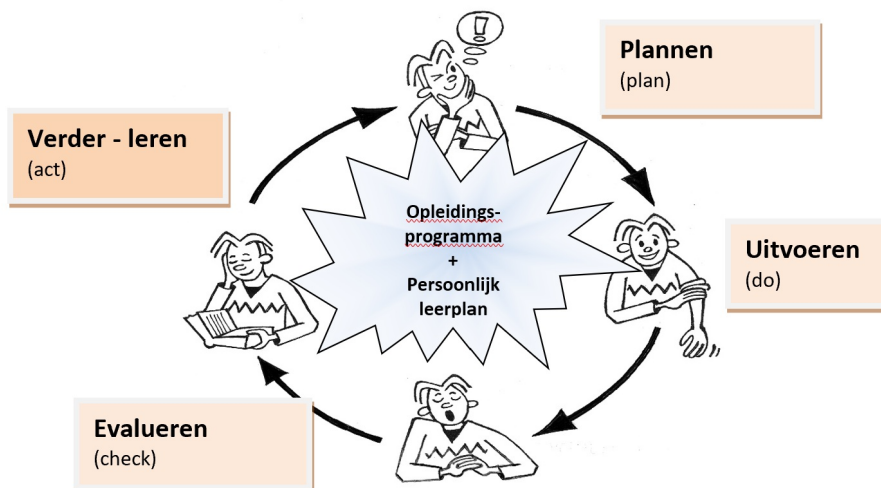 !
Plannen
(plan)
Verder - leren
(act)
Opleidings-
programma
+
Persoonlijk
leerplan
Uitvoeren
(do)
Evalueren
(check)